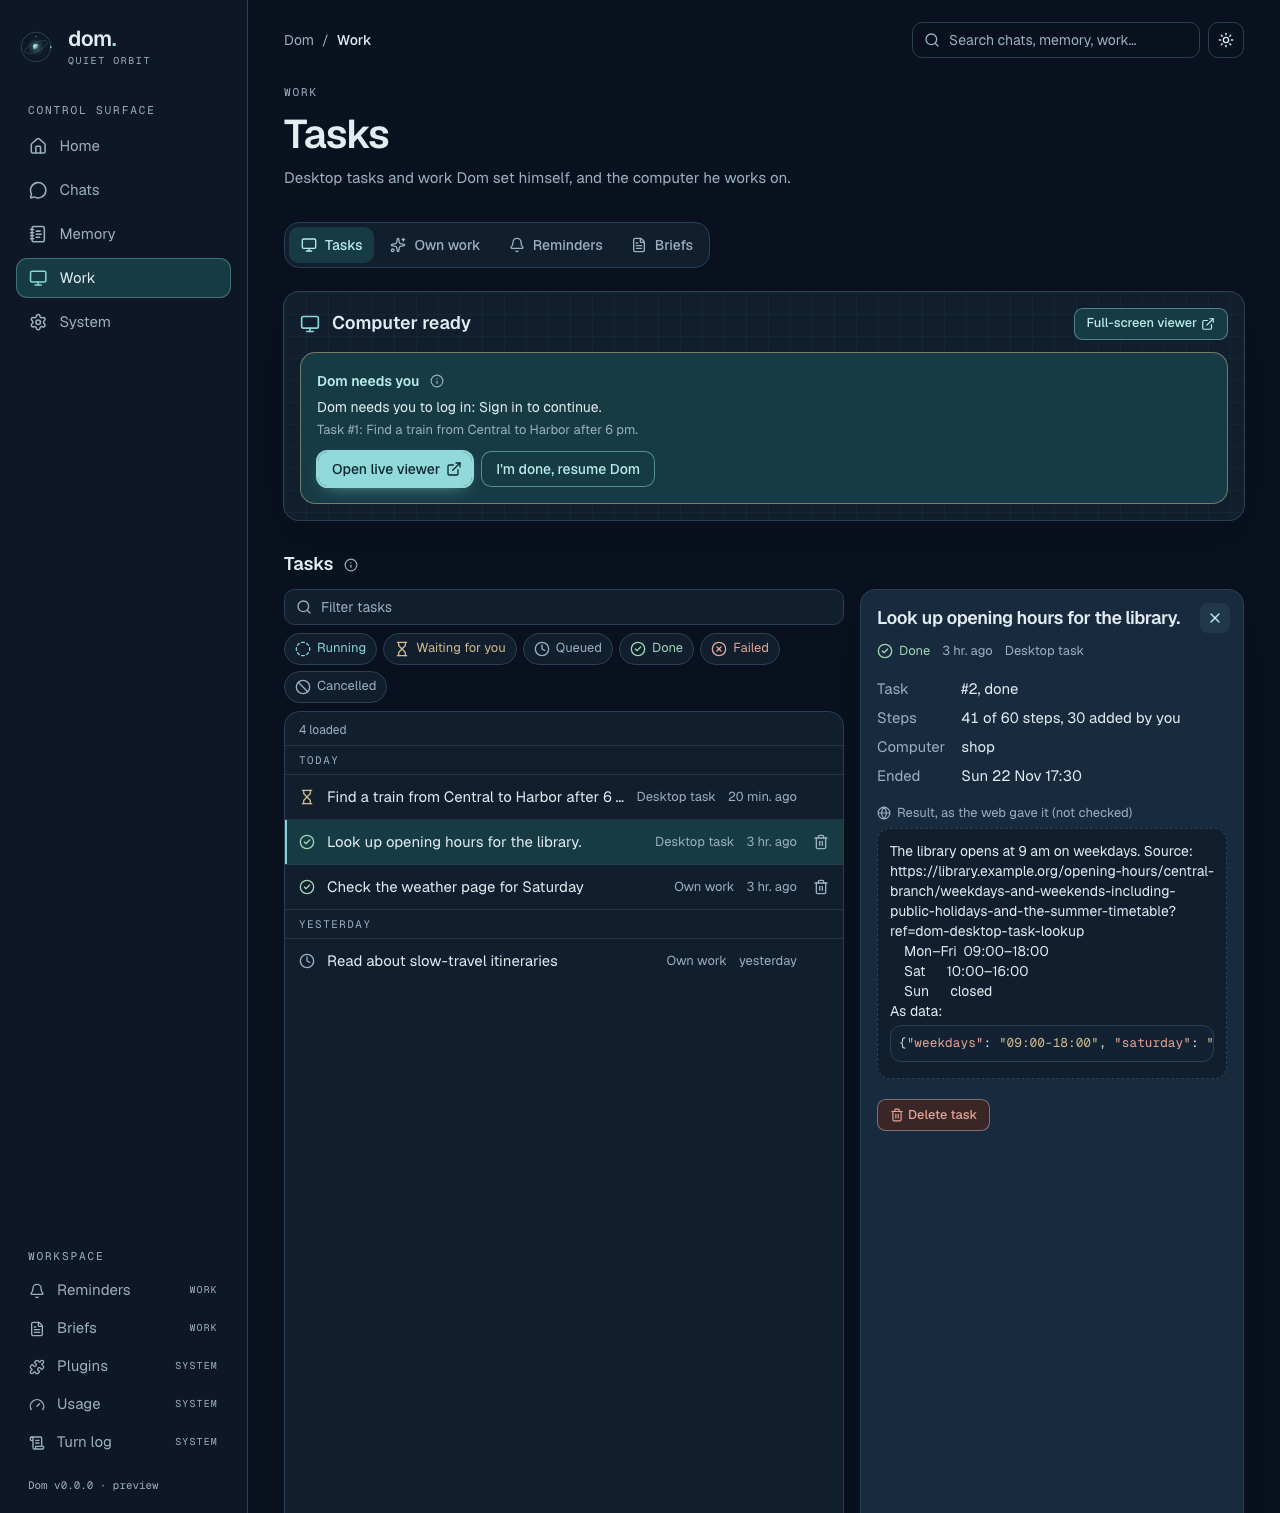 dom.
QUIET ORBIT
CONTROL SURFACE
Home
Chats
Memory
Work
System
WORKSPACE
Reminders WORK
Briefs WORK
Plugins SYSTEM
Usage SYSTEM
Turn log SYSTEM
Dom v0.0.0 · preview
Dom / Work
Search chats, memory, work…
WORK
Tasks
Desktop tasks and work Dom set himself, and the computer he works on.
Tasks Own work Reminders Briefs
Computer ready
Full-screen viewer
Dom needs you
Dom needs you to log in: Sign in to continue.
Task #1: Find a train from Central to Harbor after 6 pm.
Open live viewer I'm done, resume Dom
Tasks
Filter tasks
Running Waiting for you Queued Done Failed
Cancelled
4 loaded
TODAY
Find a train from Central to Harbor after 6 … Desktop task 20 min. ago
Look up opening hours for the library. Desktop task 3 hr. ago
Check the weather page for Saturday Own work 3 hr. ago
YESTERDAY
Read about slow-travel itineraries Own work yesterday
Look up opening hours for the library.
Done 3 hr. ago Desktop task
Task #2, done
Steps 41 of 60 steps, 30 added by you
Computer shop
Ended Sun 22 Nov 17:30
Result, as the web gave it (not checked)
The library opens at 9 am on weekdays. Source:
https://library.example.org/opening-hours/central-
branch/weekdays-and-weekends-including-
public-holidays-and-the-summer-timetable?
ref=dom-desktop-task-lookup
Mon–Fri 09:00–18:00
Sat 10:00–16:00
Sun closed
As data:
{"weekdays": "09:00-18:00", "saturday": "
Delete task